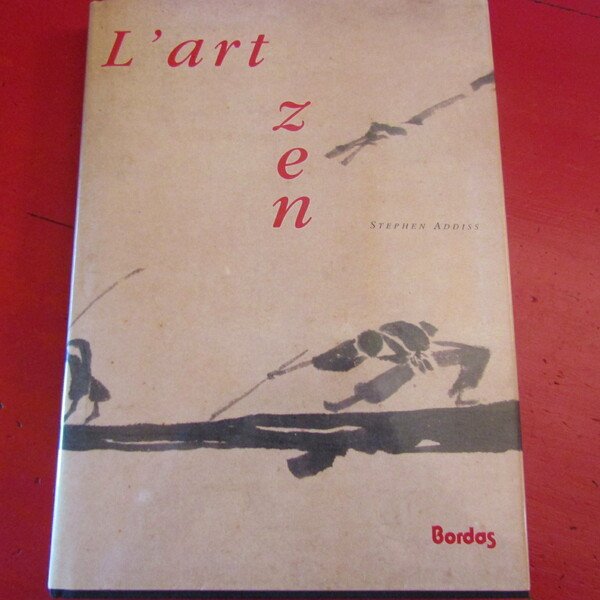 L'art
zen
STEPHEN ADDISS
Bordas